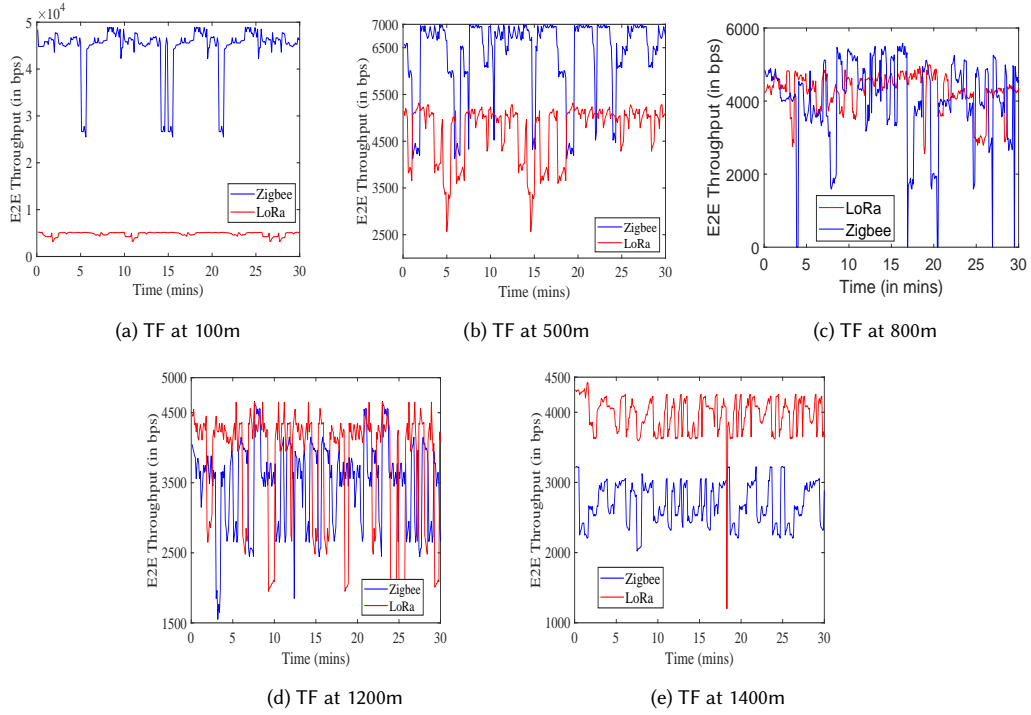 ×10^4
5
4
3
2
1
0
E2E Throughput (in bps)
Zigbee
LoRa
0 5 10 15 20 25 30
Time (mins)
(a) TF at 100m
7000
6500
5500
4500
3500
2500
E2E Throughput (in bps)
Zigbee
LoRa
0 5 10 15 20 25 30
Time (mins)
(b) TF at 500m
6000
4000
2000
0
E2E Throughput (in bps)
LoRa
Zigbee
0 5 10 15 20 25 30
Time (in mins)
(c) TF at 800m
5000
4500
3500
2500
1500
E2E Throughput (in bps)
Zigbee
LoRa
0 5 10 15 20 25 30
Time (mins)
(d) TF at 1200m
4500
4000
3000
2000
1000
E2E Throughput (in bps)
Zigbee
LoRa
0 5 10 15 20 25 30
Time (mins)
(e) TF at 1400m